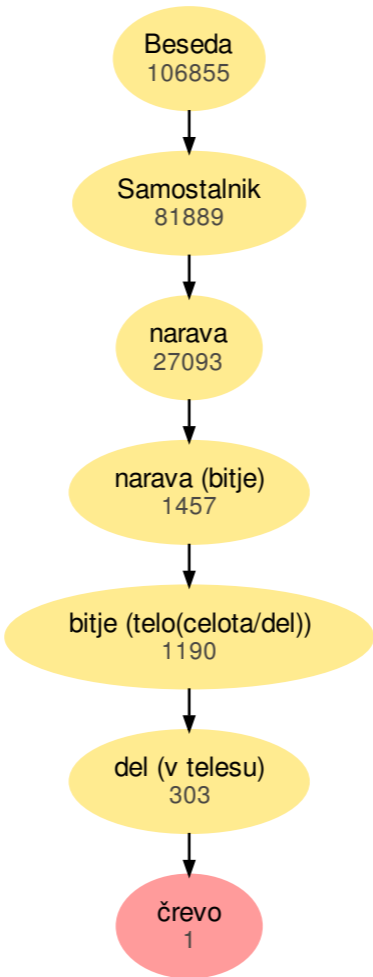 Beseda
106855
Samostalnik
81889
narava
27093
narava (bitje)
1457
bitje (telo(celota/del))
1190
del (v telesu)
303
črevo
1